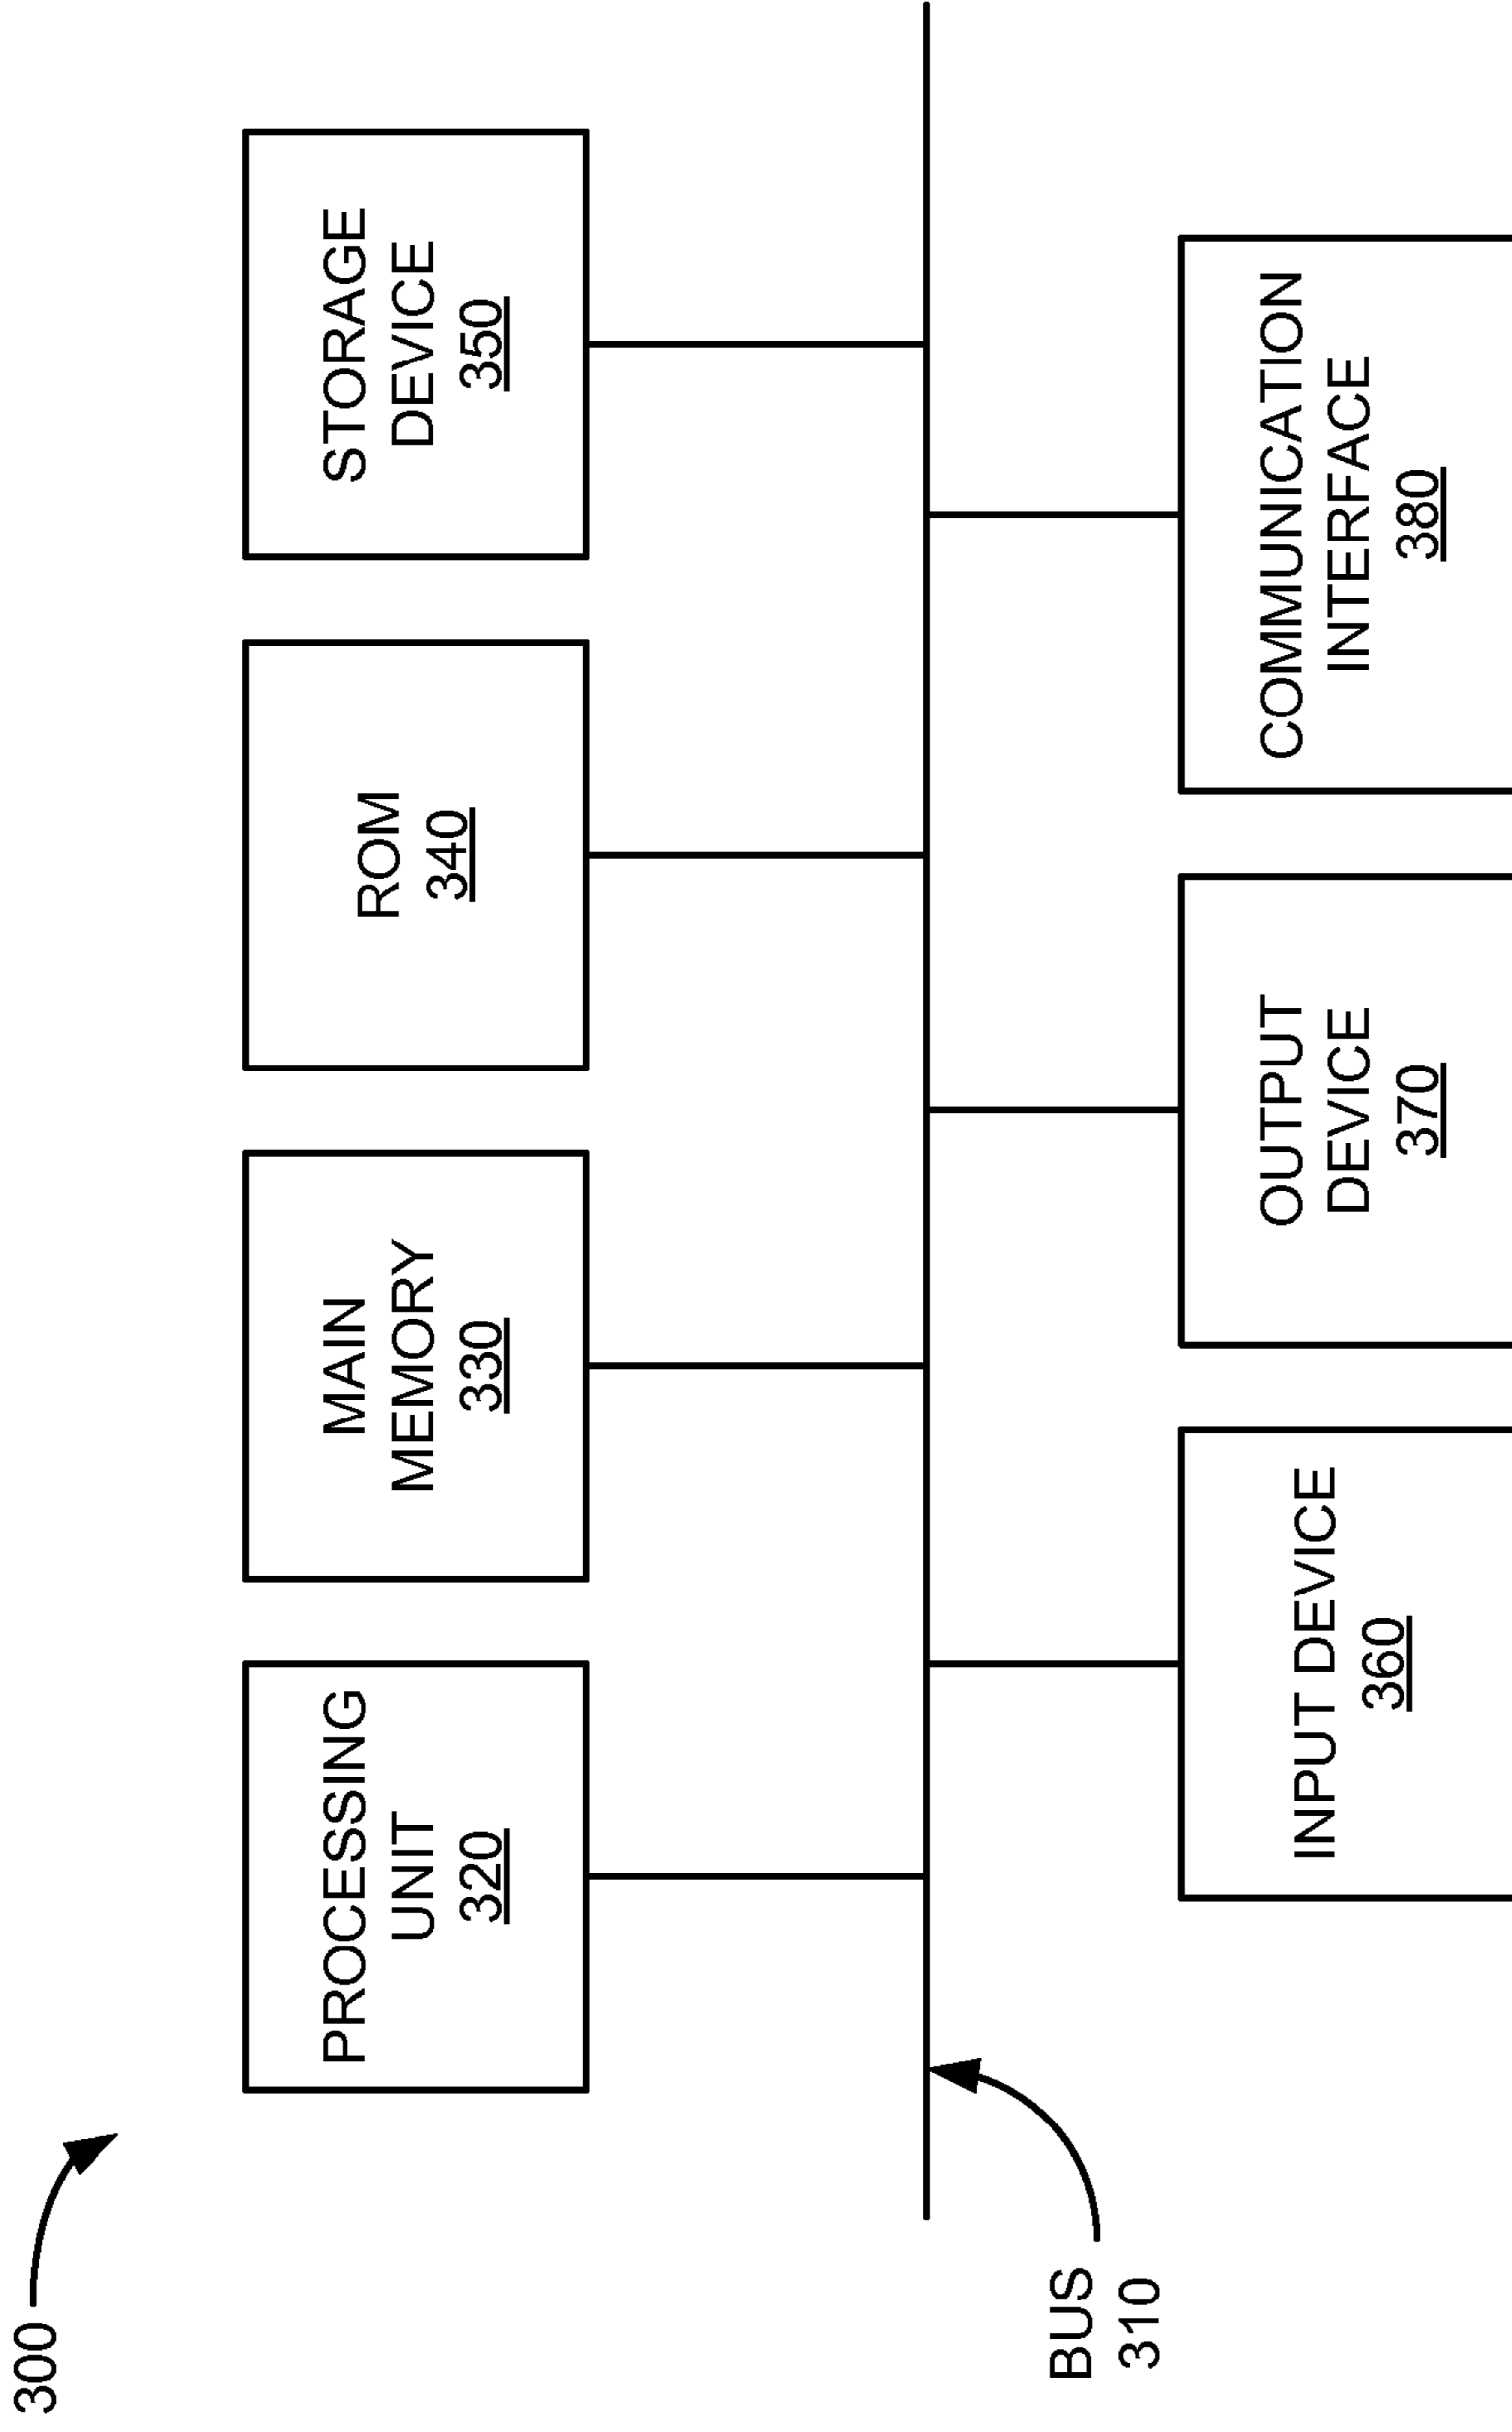 300
PROCESSING
UNIT
320
MAIN
MEMORY
330
ROM
340
STORAGE
DEVICE
350
BUS
310
INPUT DEVICE
360
OUTPUT
DEVICE
370
COMMUNICATION
INTERFACE
380